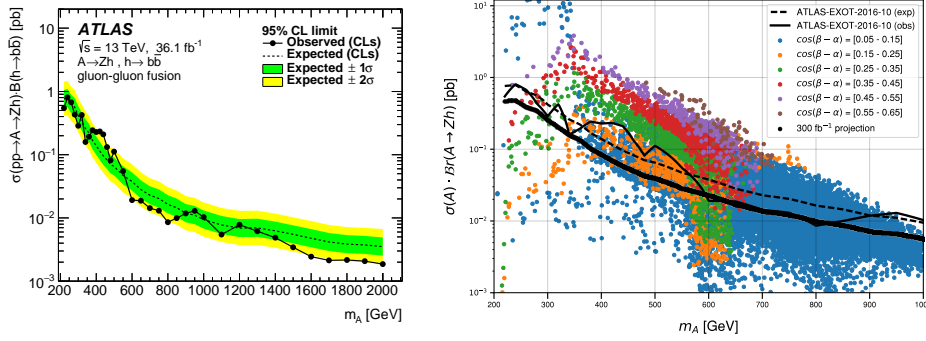 ATLAS
√s = 13 TeV, 36.1 fb⁻¹
A→Zh , h→ bb̄
gluon-gluon fusion
95% CL limit
Observed (CLs)
Expected (CLs)
Expected ± 1σ
Expected ± 2σ
σ(pp→A→Zh)·B(h→bb̄) [pb]
10
1
10⁻¹
10⁻²
10⁻³
200 400 600 800 1000 1200 1400 1600 1800 2000
m_A [GeV]
ATLAS-EXOT-2016-10 (exp)
ATLAS-EXOT-2016-10 (obs)
cos(β − α) = [0.05 - 0.15]
cos(β − α) = [0.15 - 0.25]
cos(β − α) = [0.25 - 0.35]
cos(β − α) = [0.35 - 0.45]
cos(β − α) = [0.45 - 0.55]
cos(β − α) = [0.55 - 0.65]
300 fb⁻¹ projection
σ(A) · Br(A → Zh) [pb]
10¹
10⁰
10⁻¹
10⁻²
10⁻³
200 300 400 500 600 700 800 900 1000
m_A [GeV]